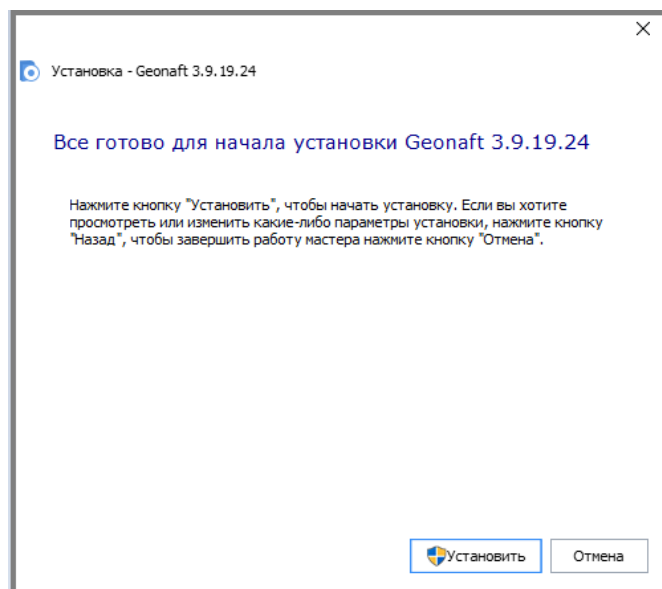 Установка - Geonaft 3.9.19.24
Все готово для начала установки Geonaft 3.9.19.24
Нажмите кнопку "Установить", чтобы начать установку. Если вы хотите
просмотреть или изменить какие-либо параметры установки, нажмите кнопку
"Назад", чтобы завершить работу мастера нажмите кнопку "Отмена".
Установить Отмена